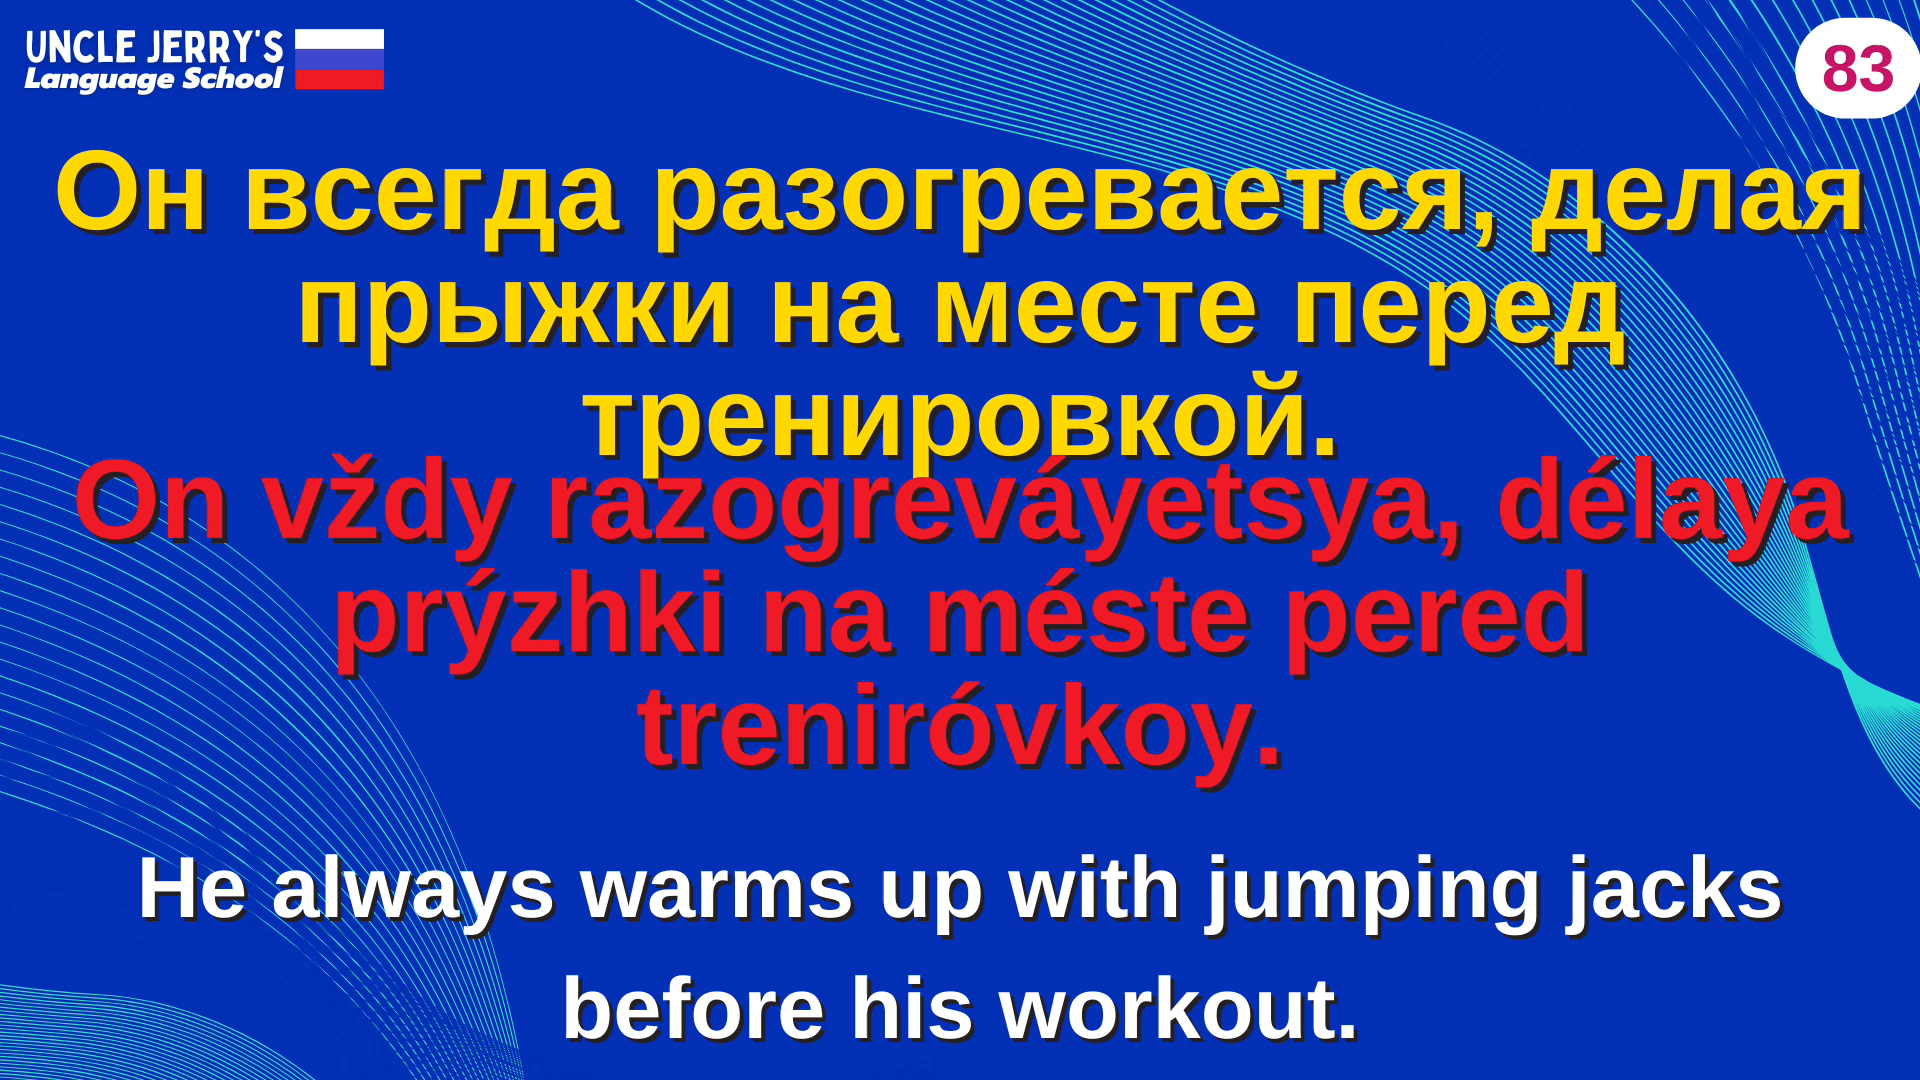 UNCLE JERRY'S
Language School
83
Он всегда разогревается, делая
прыжки на месте перед
тренировкой.
On vždy razogreváyetsya, délaya
prýzhki na méste pered
treniróvkoy.
He always warms up with jumping jacks
before his workout.